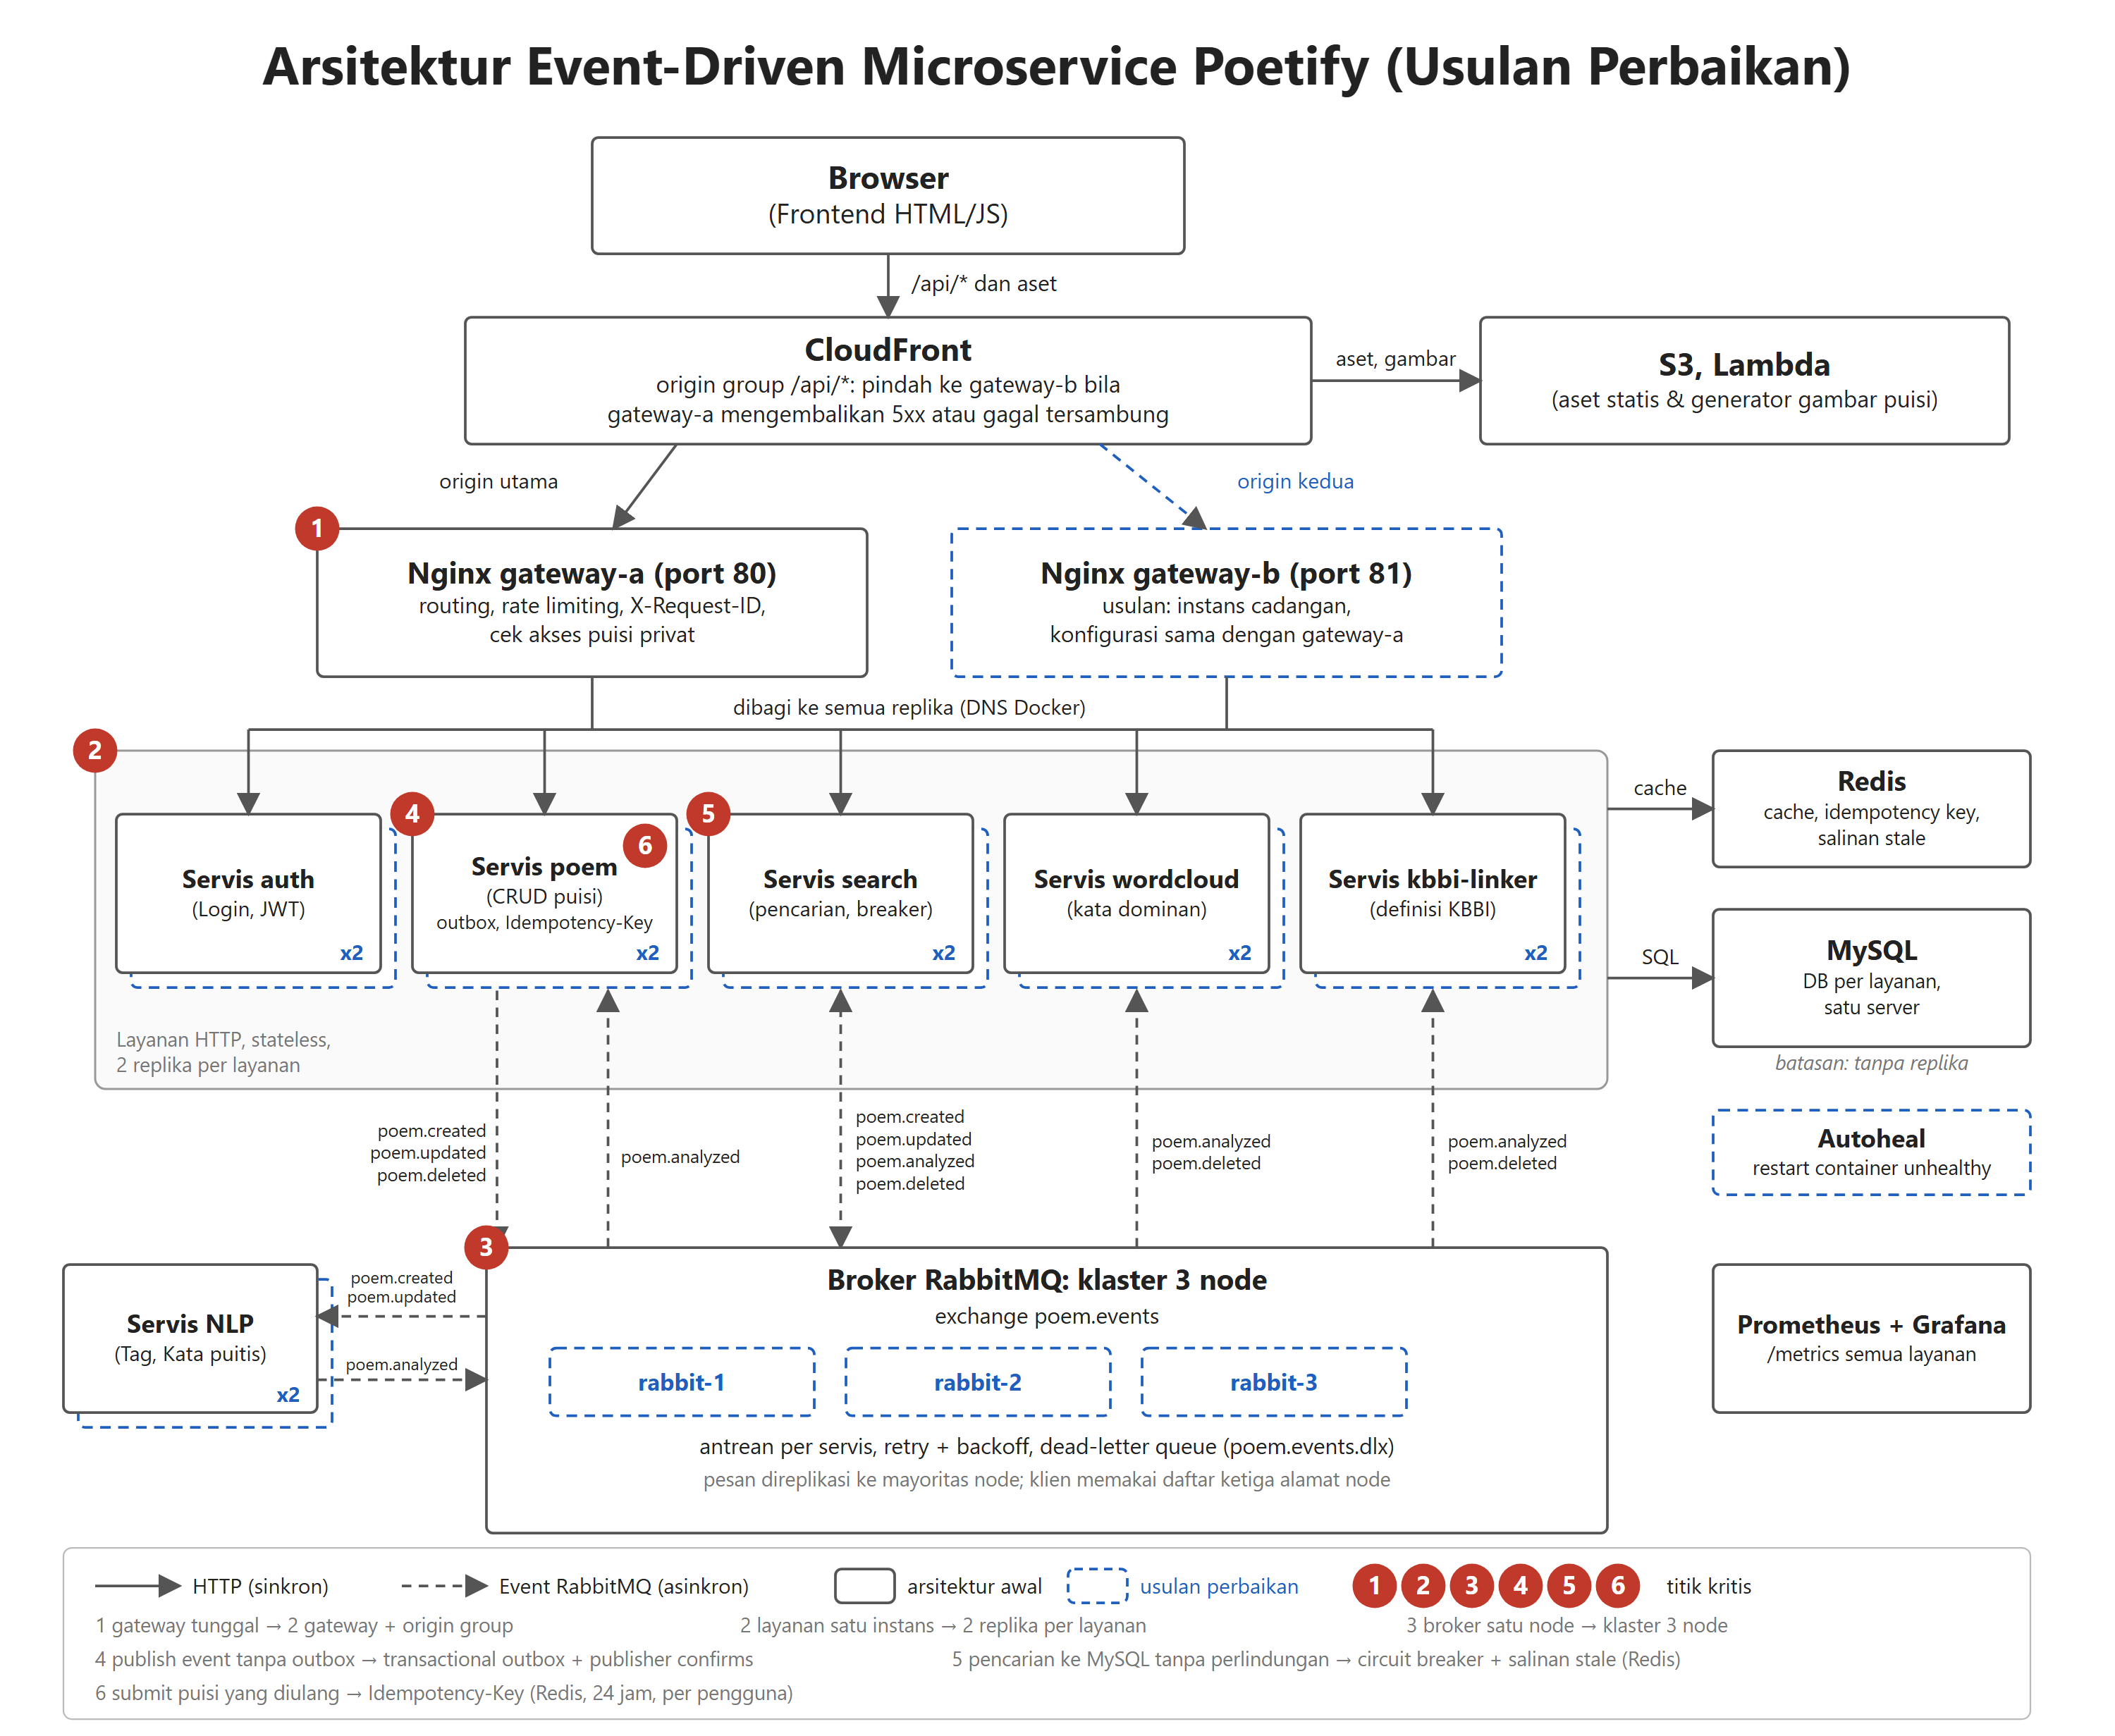 Arsitektur Event-Driven Microservice Poetify (Usulan Perbaikan)
Browser
(Frontend HTML/JS)
/api/* dan aset
CloudFront
origin group /api/*: pindah ke gateway-b bila
gateway-a mengembalikan 5xx atau gagal tersambung
aset, gambar
S3, Lambda
(aset statis & generator gambar puisi)
origin utama
origin kedua
1
Nginx gateway-a (port 80)
routing, rate limiting, X-Request-ID,
cek akses puisi privat
Nginx gateway-b (port 81)
usulan: instans cadangan,
konfigurasi sama dengan gateway-a
dibagi ke semua replika (DNS Docker)
2
Servis auth
(Login, JWT)
x2
4
6
Servis poem
(CRUD puisi)
outbox, Idempotency-Key
x2
5
Servis search
(pencarian, breaker)
x2
Servis wordcloud
(kata dominan)
x2
Servis kbbi-linker
(definisi KBBI)
x2
Layanan HTTP, stateless,
2 replika per layanan
cache
Redis
cache, idempotency key,
salinan stale
SQL
MySQL
DB per layanan,
satu server
batasan: tanpa replika
poem.created
poem.updated
poem.deleted
poem.analyzed
poem.created
poem.updated
poem.analyzed
poem.deleted
poem.analyzed
poem.deleted
poem.analyzed
poem.deleted
Autoheal
restart container unhealthy
Servis NLP
(Tag, Kata puitis)
x2
poem.created
poem.updated
poem.analyzed
3
Broker RabbitMQ: klaster 3 node
exchange poem.events
rabbit-1
rabbit-2
rabbit-3
antrean per servis, retry + backoff, dead-letter queue (poem.events.dlx)
pesan direplikasi ke mayoritas node; klien memakai daftar ketiga alamat node
Prometheus + Grafana
/metrics semua layanan
HTTP (sinkron)
Event RabbitMQ (asinkron)
arsitektur awal
usulan perbaikan
1 2 3 4 5 6 titik kritis
1 gateway tunggal → 2 gateway + origin group
2 layanan satu instans → 2 replika per layanan
3 broker satu node → klaster 3 node
4 publish event tanpa outbox → transactional outbox + publisher confirms
5 pencarian ke MySQL tanpa perlindungan → circuit breaker + salinan stale (Redis)
6 submit puisi yang diulang → Idempotency-Key (Redis, 24 jam, per pengguna)